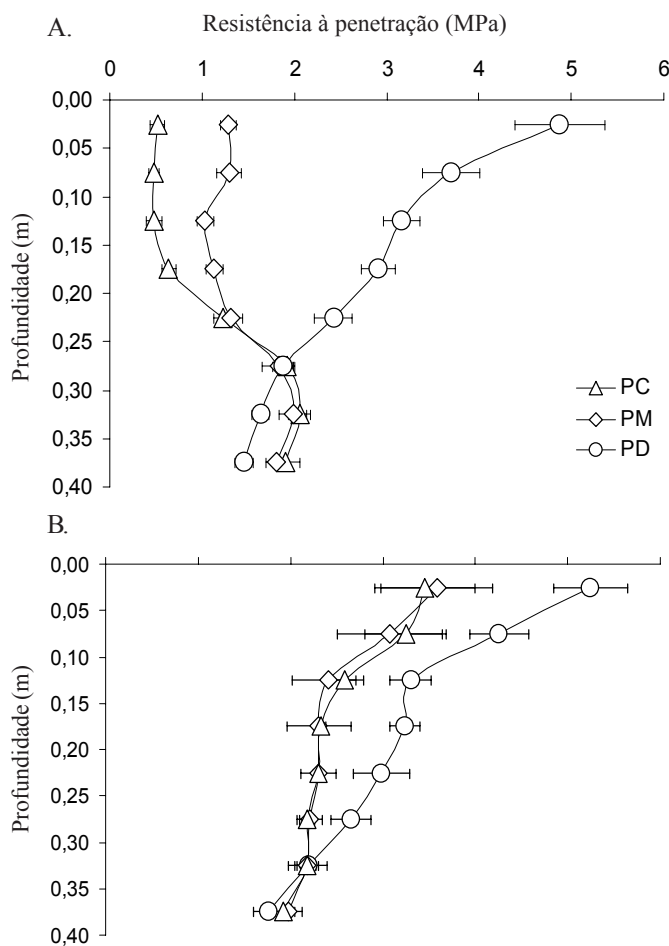 A.
Resistência à penetração (MPa)
0 1 2 3 4 5 6
0,00
0,05
0,10
0,15
0,20
0,25
0,30
0,35
0,40
Profundidade (m)
PC
PM
PD
B.
0,00
0,05
0,10
0,15
0,20
0,25
0,30
0,35
0,40
Profundidade (m)